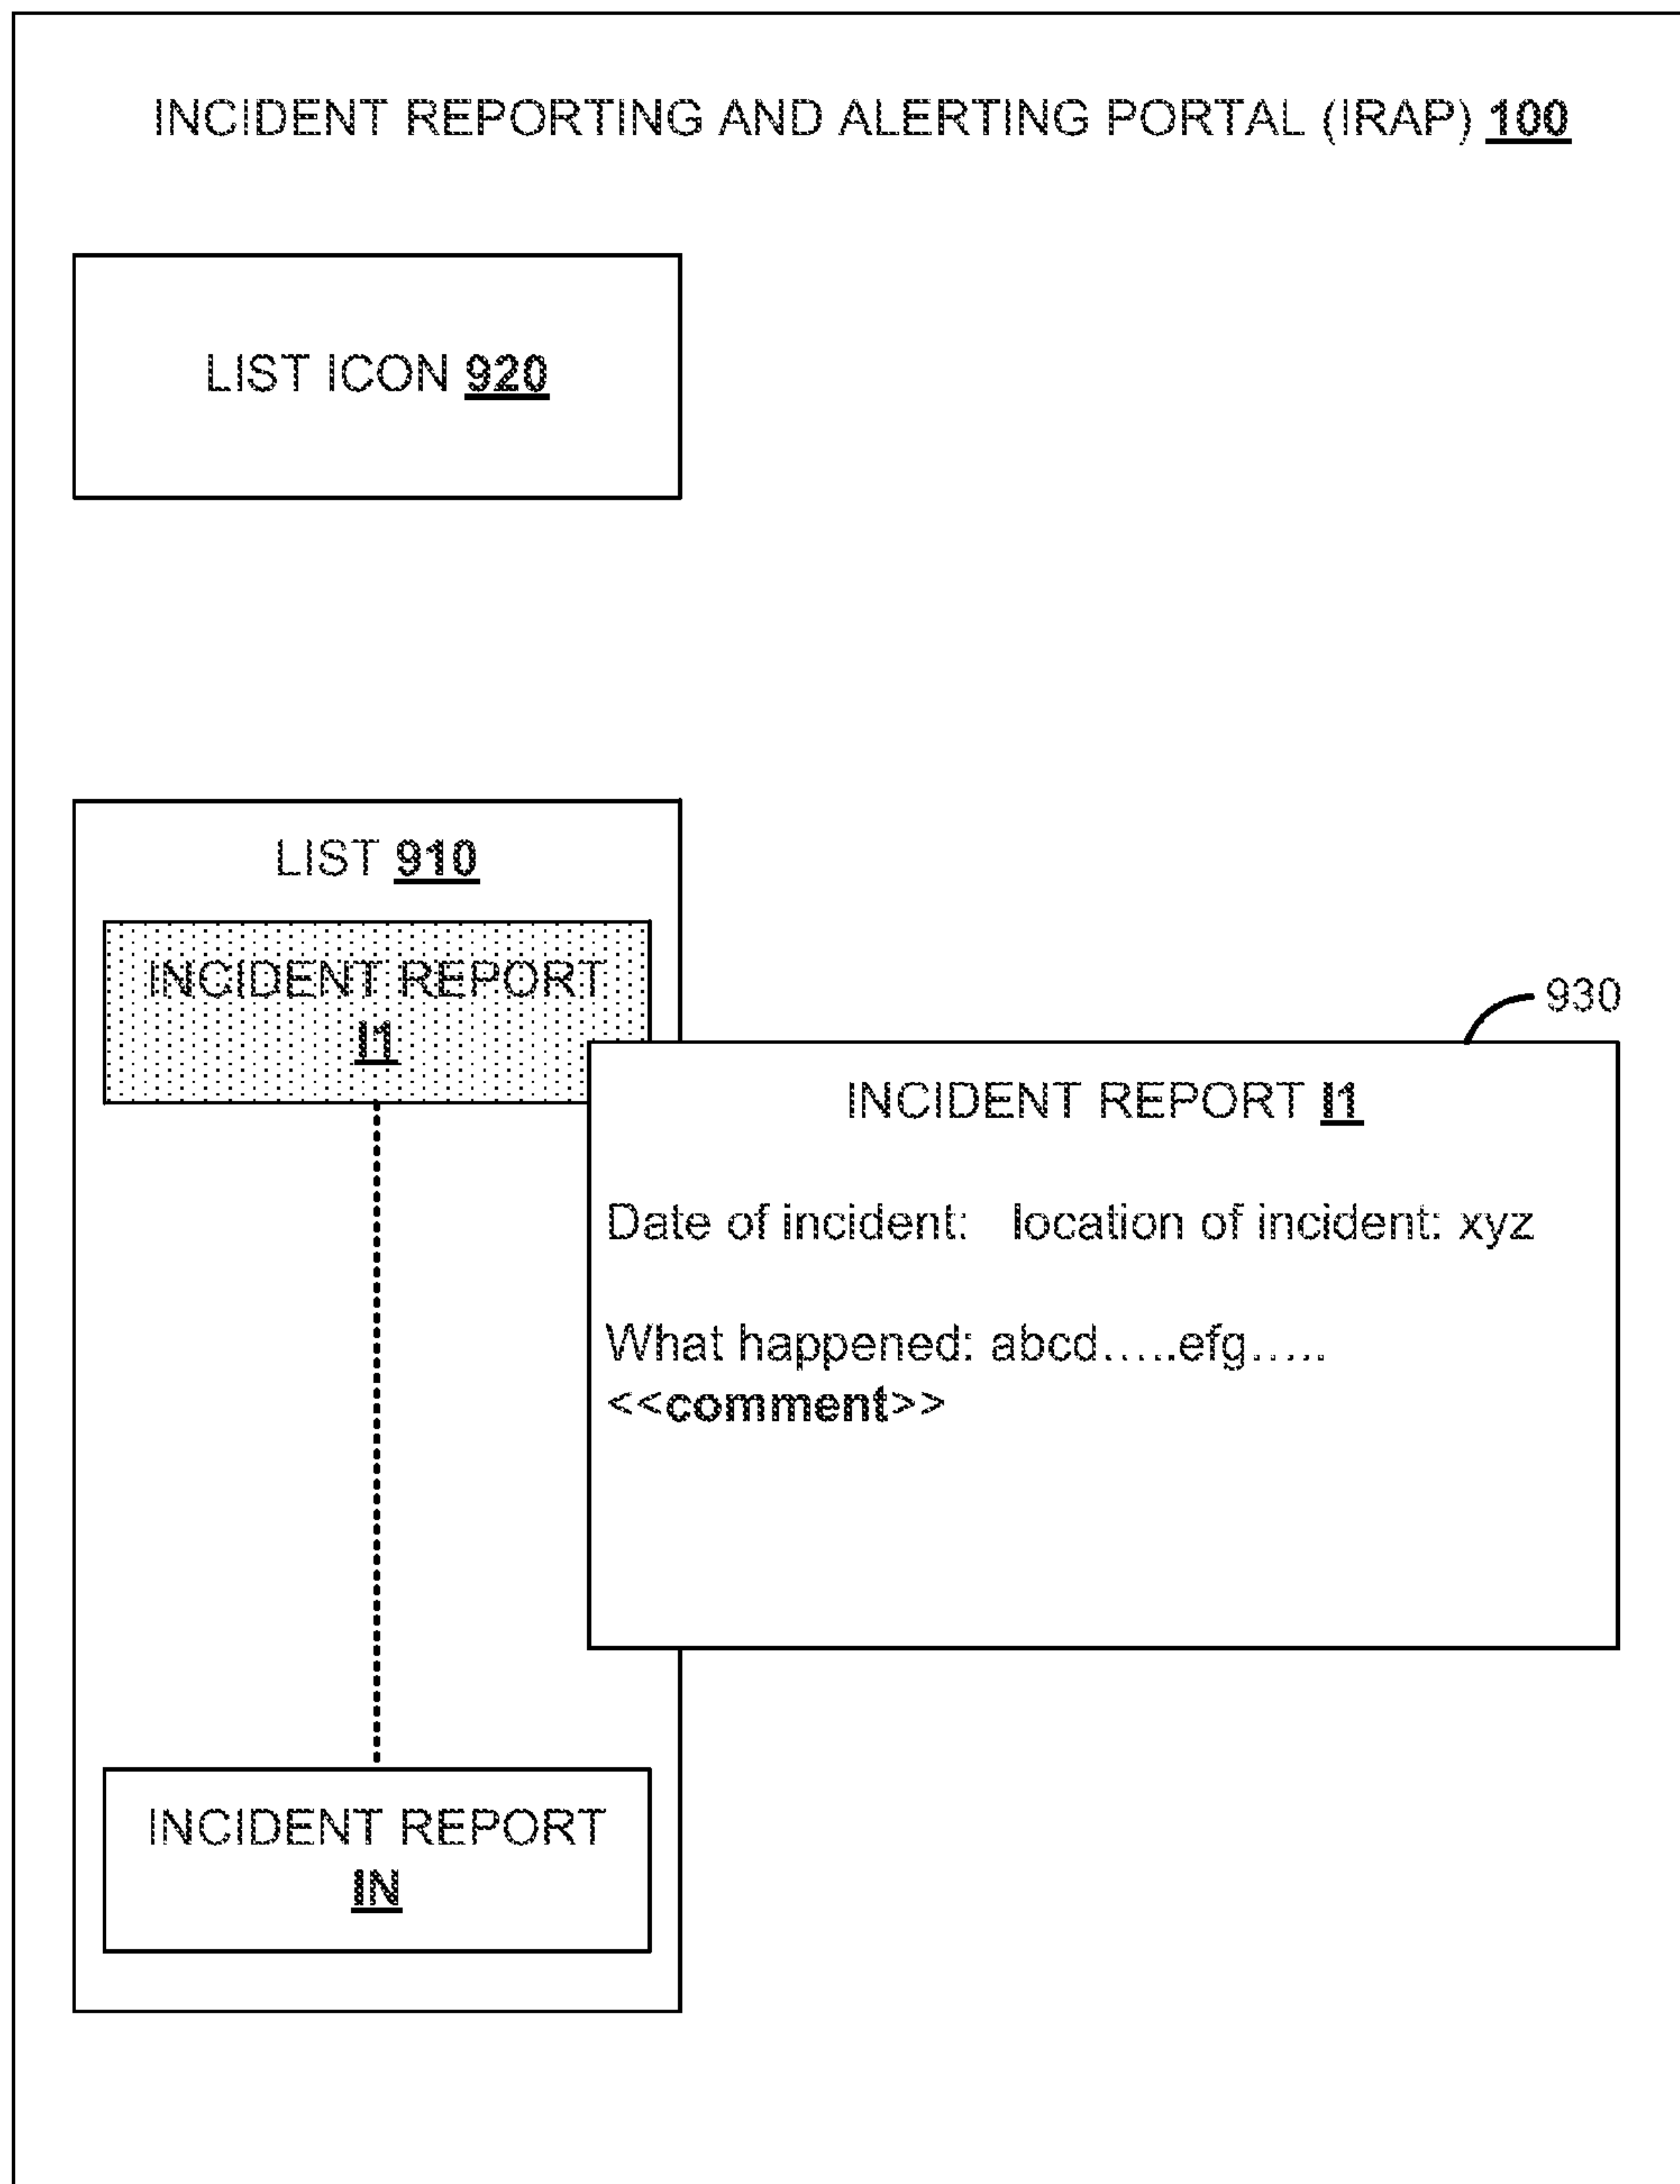 INCIDENT REPORTING AND ALERTING PORTAL (IRAP) 100
LIST ICON 920
LIST 910
INCIDENT REPORT
I1
930
INCIDENT REPORT I1
Date of incident: location of incident: xyz
What happened: abcd.....efg.....
<<comment>>
INCIDENT REPORT
IN